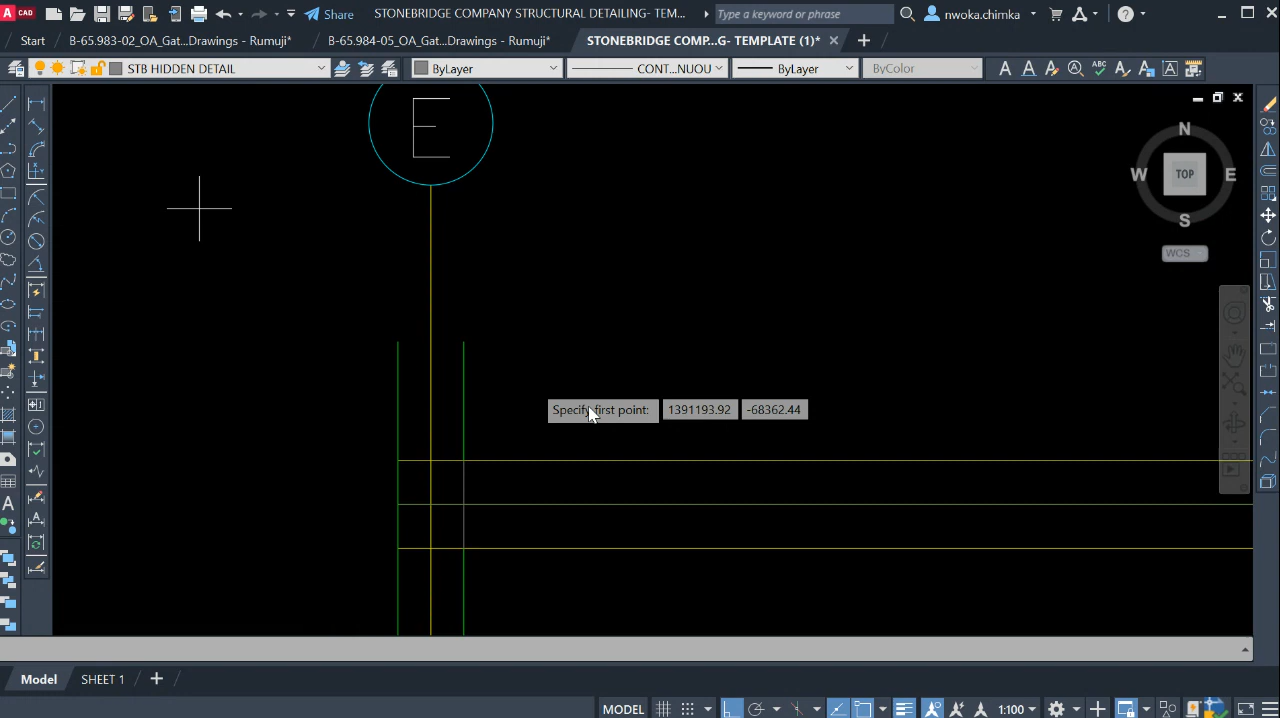 CAD
Share
STONEBRIDGE COMPANY STRUCTURAL DETAILING- TEM...
Type a keyword or phrase
nwoka.chimka
Start
B-65.983-02_OA_Gat...Drawings - Rumuji*
B-65.984-05_OA_Gat...Drawings - Rumuji*
STONEBRIDGE COMP...G- TEMPLATE (1)*
STB HIDDEN DETAIL
ByLayer
CONT...NUOU
ByLayer
ByColor
E
N
W
TOP
E
S
WCS
Specify first point:
1391193.92
-68362.44
Model
SHEET 1
MODEL
1:100